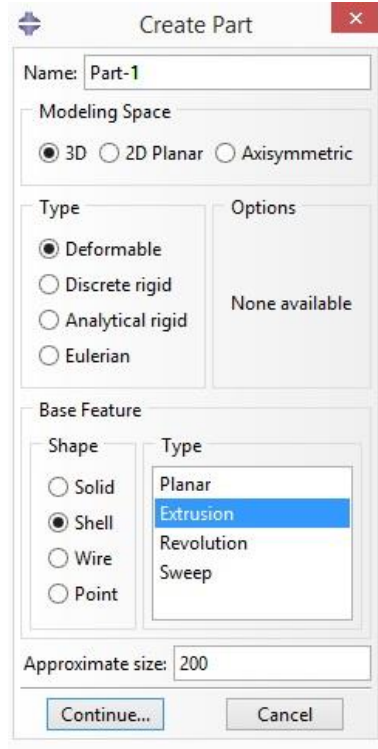 Create Part
Name: Part-1
Modeling Space
3D 2D Planar Axisymmetric
Type
Deformable
Discrete rigid
Analytical rigid
Eulerian
Options
None available
Base Feature
Shape
Solid
Shell
Wire
Point
Type
Planar
Extrusion
Revolution
Sweep
Approximate size: 200
Continue... Cancel